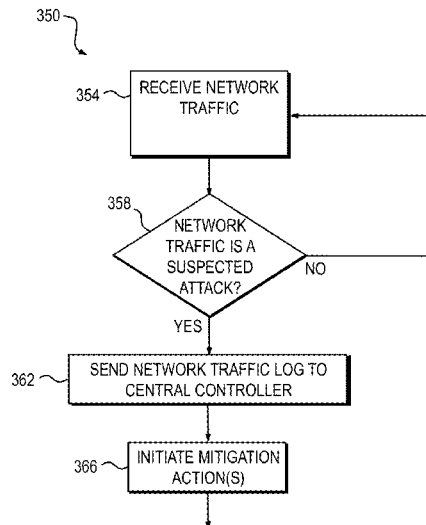 350
354
RECEIVE NETWORK
TRAFFIC
358
NETWORK
TRAFFIC IS A
SUSPECTED
ATTACK?
NO
YES
362
SEND NETWORK TRAFFIC LOG TO
CENTRAL CONTROLLER
366
INITIATE MITIGATION
ACTION(S)